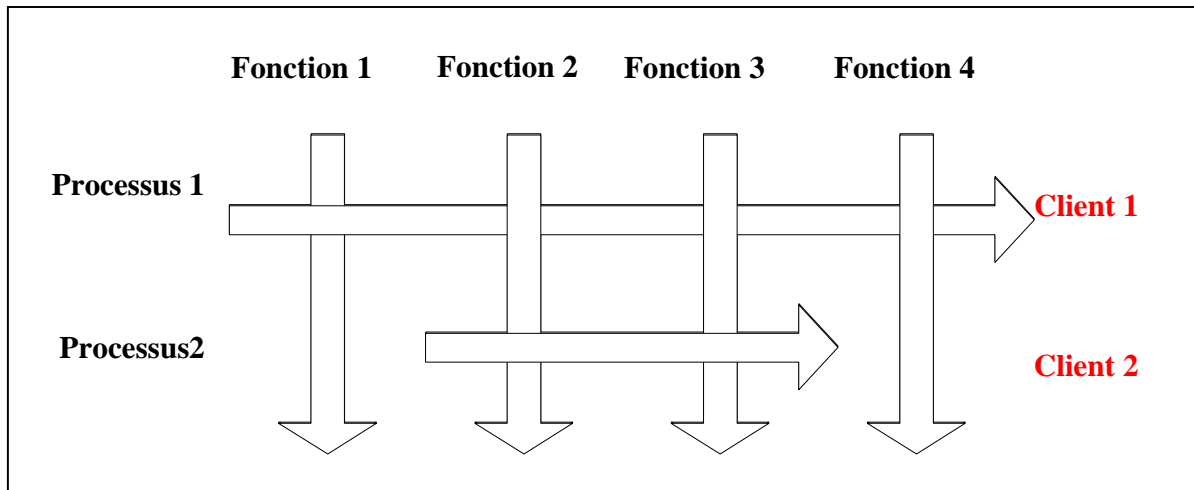 Fonction 1 Fonction 2 Fonction 3 Fonction 4
Processus 1
Client 1
Processus2
Client 2